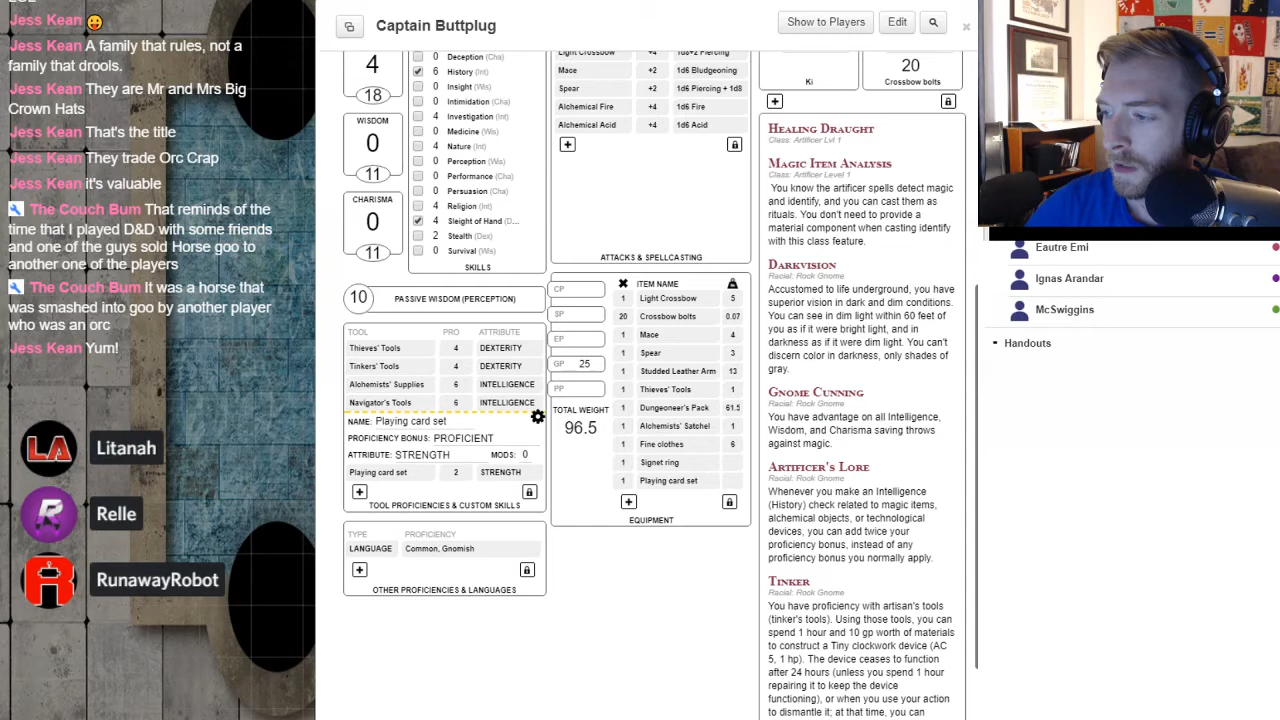 Jess Kean
Jess Kean A family that rules, not a
family that drools.
Jess Kean They are Mr and Mrs Big
Crown Hats
Jess Kean That's the title
Jess Kean They trade Orc Crap
Jess Kean it's valuable
The Couch Bum That reminds of the
time that I played D&D with some friends
and one of the guys sold Horse goo to
another one of the players
The Couch Bum It was a horse that
was smashed into goo by another player
who was an orc
Jess Kean Yum!
LA
Litanah
R
Relle
RunawayRobot
Captain Buttplug
Show to Players
Edit
4
18
WISDOM
0
11
CHARISMA
0
11
0 Deception (Cha)
6 History (Int)
0 Insight (Wis)
0 Intimidation (Cha)
4 Investigation (Int)
0 Medicine (Wis)
4 Nature (Int)
0 Perception (Wis)
0 Performance (Cha)
0 Persuasion (Cha)
4 Religion (Int)
4 Sleight of Hand (D...
2 Stealth (Dex)
0 Survival (Wis)
SKILLS
10 PASSIVE WISDOM (PERCEPTION)
TOOL PRO ATTRIBUTE
Thieves' Tools 4 DEXTERITY
Tinkers' Tools 4 DEXTERITY
Alchemists' Supplies 6 INTELLIGENCE
Navigator's Tools 6 INTELLIGENCE
NAME: Playing card set
PROFICIENCY BONUS: PROFICIENT
ATTRIBUTE: STRENGTH MODS: 0
Playing card set 2 STRENGTH
TOOL PROFICIENCIES & CUSTOM SKILLS
TYPE PROFICIENCY
LANGUAGE Common, Gnomish
OTHER PROFICIENCIES & LANGUAGES
Light Crossbow +4 1d8+2 Piercing
Mace +2 1d6 Bludgeoning
Spear +2 1d6 Piercing + 1d8
Alchemical Fire +4 1d6 Fire
Alchemical Acid +4 1d6 Acid
ATTACKS & SPELLCASTING
CP
SP
EP
GP 25
PP
TOTAL WEIGHT
96.5
ITEM NAME
1 Light Crossbow 5
20 Crossbow bolts 0.07
1 Mace 4
1 Spear 3
1 Studded Leather Arm 13
1 Thieves' Tools 1
1 Dungeoneer's Pack 61.5
1 Alchemists' Satchel 1
1 Fine clothes 6
1 Signet ring
1 Playing card set
EQUIPMENT
Ki
20
Crossbow bolts
HEALING DRAUGHT
Class: Artificer Lvl 1
MAGIC ITEM ANALYSIS
Class: Artificer Level 1
You know the artificer spells detect magic
and identify, and you can cast them as
rituals. You don't need to provide a
material component when casting identify
with this class feature.
DARKVISION
Racial: Rock Gnome
Accustomed to life underground, you have
superior vision in dark and dim conditions.
You can see in dim light within 60 feet of
you as if it were bright light, and in
darkness as if it were dim light. You can't
discern color in darkness, only shades of
gray.
GNOME CUNNING
Racial: Rock Gnome
You have advantage on all Intelligence,
Wisdom, and Charisma saving throws
against magic.
ARTIFICER'S LORE
Racial: Rock Gnome
Whenever you make an Intelligence
(History) check related to magic items,
alchemical objects, or technological
devices, you can add twice your
proficiency bonus, instead of any
proficiency bonus you normally apply.
TINKER
Racial: Rock Gnome
You have proficiency with artisan's tools
(tinker's tools). Using those tools, you can
spend 1 hour and 10 gp worth of materials
to construct a Tiny clockwork device (AC
5, 1 hp). The device ceases to function
after 24 hours (unless you spend 1 hour
repairing it to keep the device
functioning), or when you use your action
to dismantle it; at that time, you can
Eautre Emi
Ignas Arandar
McSwiggins
Handouts